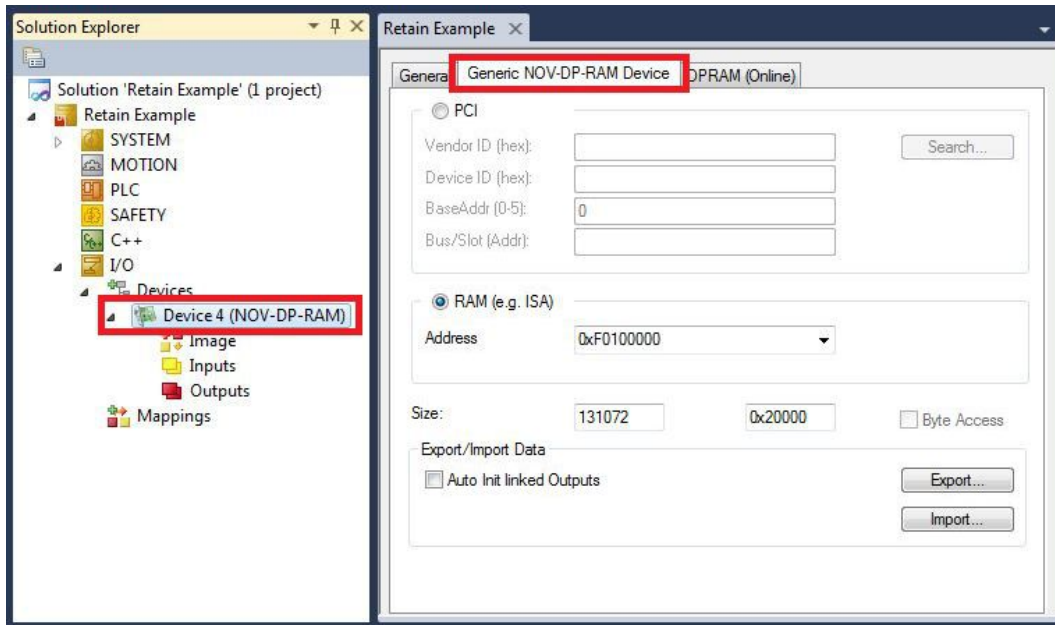 Solution Explorer
Solution 'Retain Example' (1 project)
Retain Example
SYSTEM
MOTION
PLC
SAFETY
C++
I/O
Devices
Device 4 (NOV-DP-RAM)
Image
Inputs
Outputs
Mappings
Retain Example
Genera Generic NOV-DP-RAM Device DPRAM (Online)
PCI
Vendor ID (hex): Search...
Device ID (hex):
BaseAddr (0-5): 0
Bus/Slot (Addr):
RAM (e.g. ISA)
Address 0xF0100000
Size: 131072 0x20000 Byte Access
Export/Import Data
Auto Init linked Outputs Export...
Import...